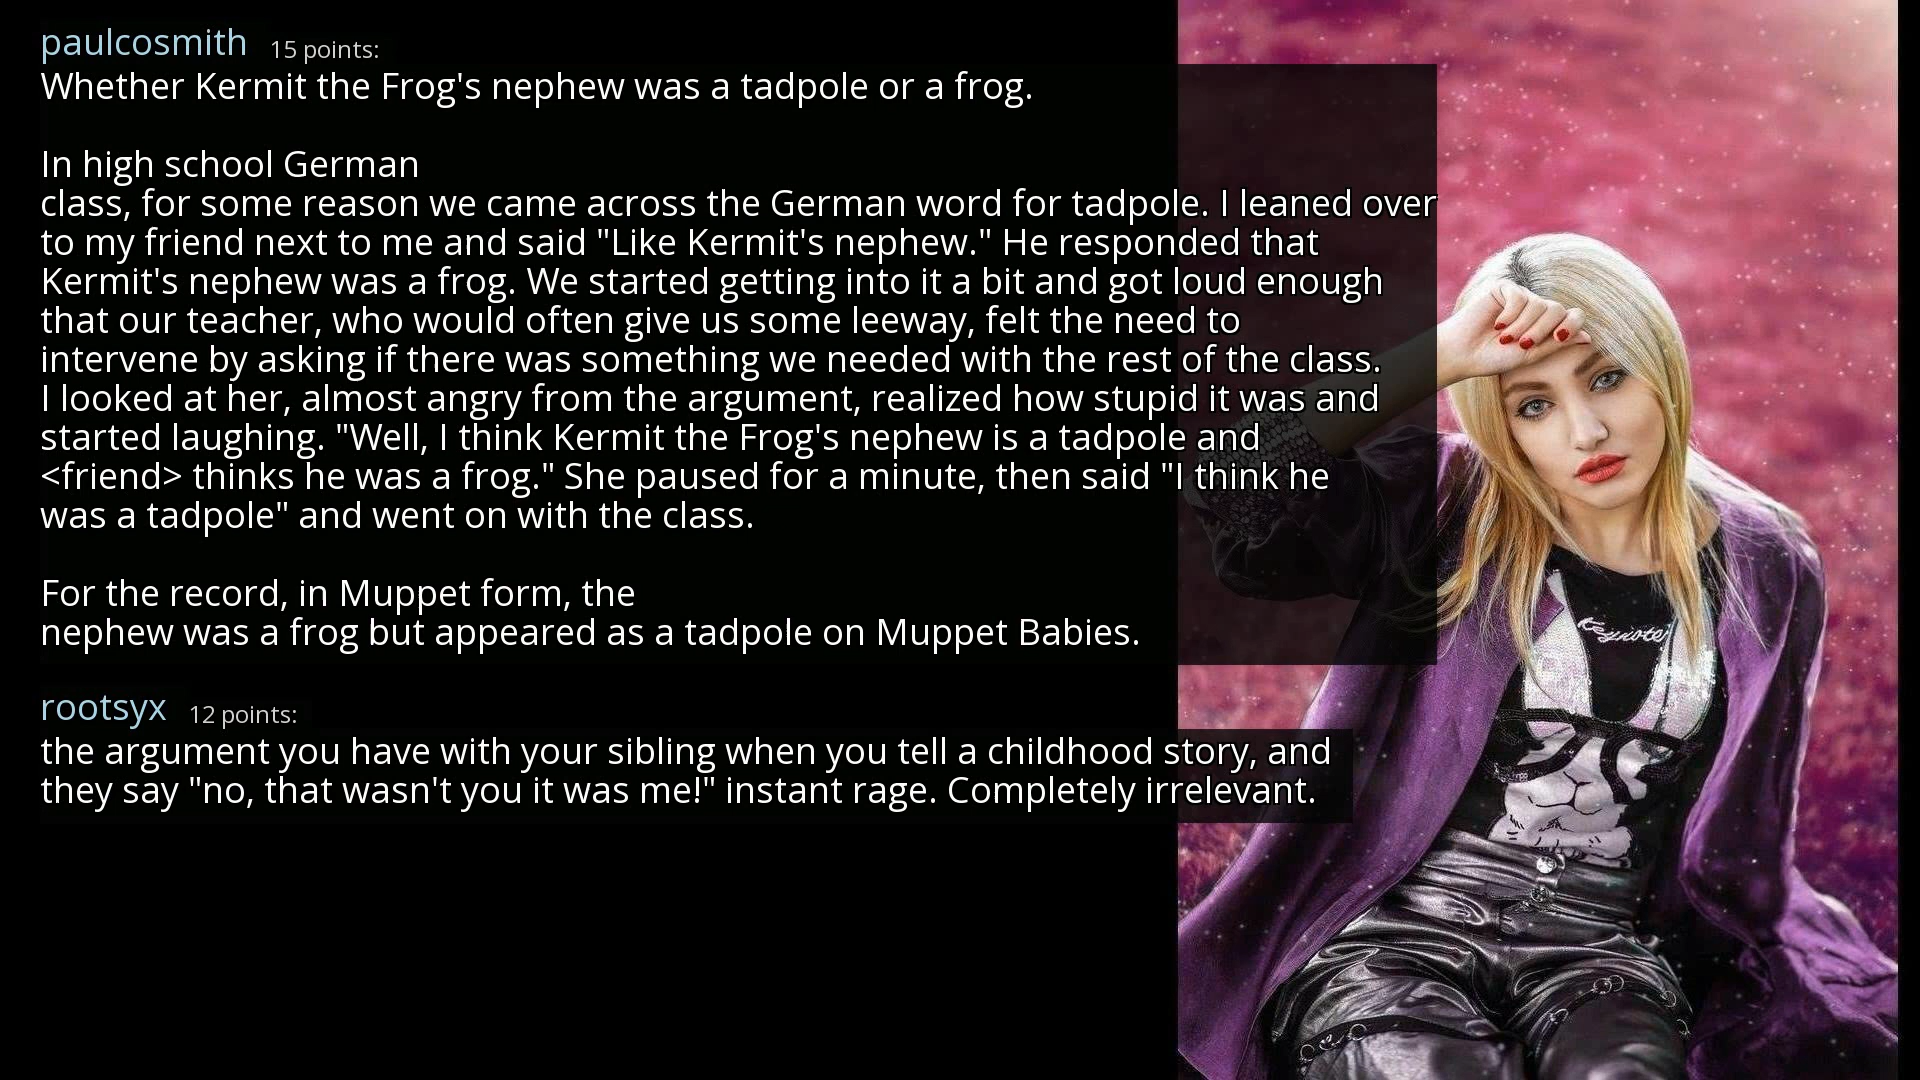 paulcosmith 15 points:
Whether Kermit the Frog's nephew was a tadpole or a frog.
In high school German
class, for some reason we came across the German word for tadpole. I leaned over
to my friend next to me and said "Like Kermit's nephew." He responded that
Kermit's nephew was a frog. We started getting into it a bit and got loud enough
that our teacher, who would often give us some leeway, felt the need to
intervene by asking if there was something we needed with the rest of the class.
I looked at her, almost angry from the argument, realized how stupid it was and
started laughing. "Well, I think Kermit the Frog's nephew is a tadpole and
<friend> thinks he was a frog." She paused for a minute, then said "I think he
was a tadpole" and went on with the class.
For the record, in Muppet form, the
nephew was a frog but appeared as a tadpole on Muppet Babies.
rootsyx 12 points:
the argument you have with your sibling when you tell a childhood story, and
they say "no, that wasn't you it was me!" instant rage. Completely irrelevant.